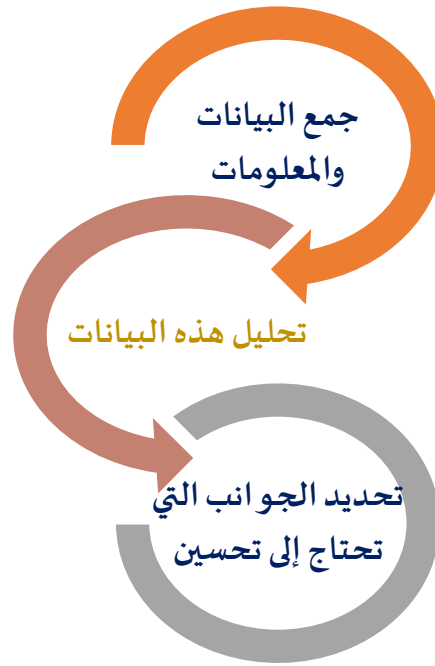 جمع البيانات
والمعلومات
تحليل هذه البيانات
تحديد الجوانب التي
تحتاج إلى تحسين